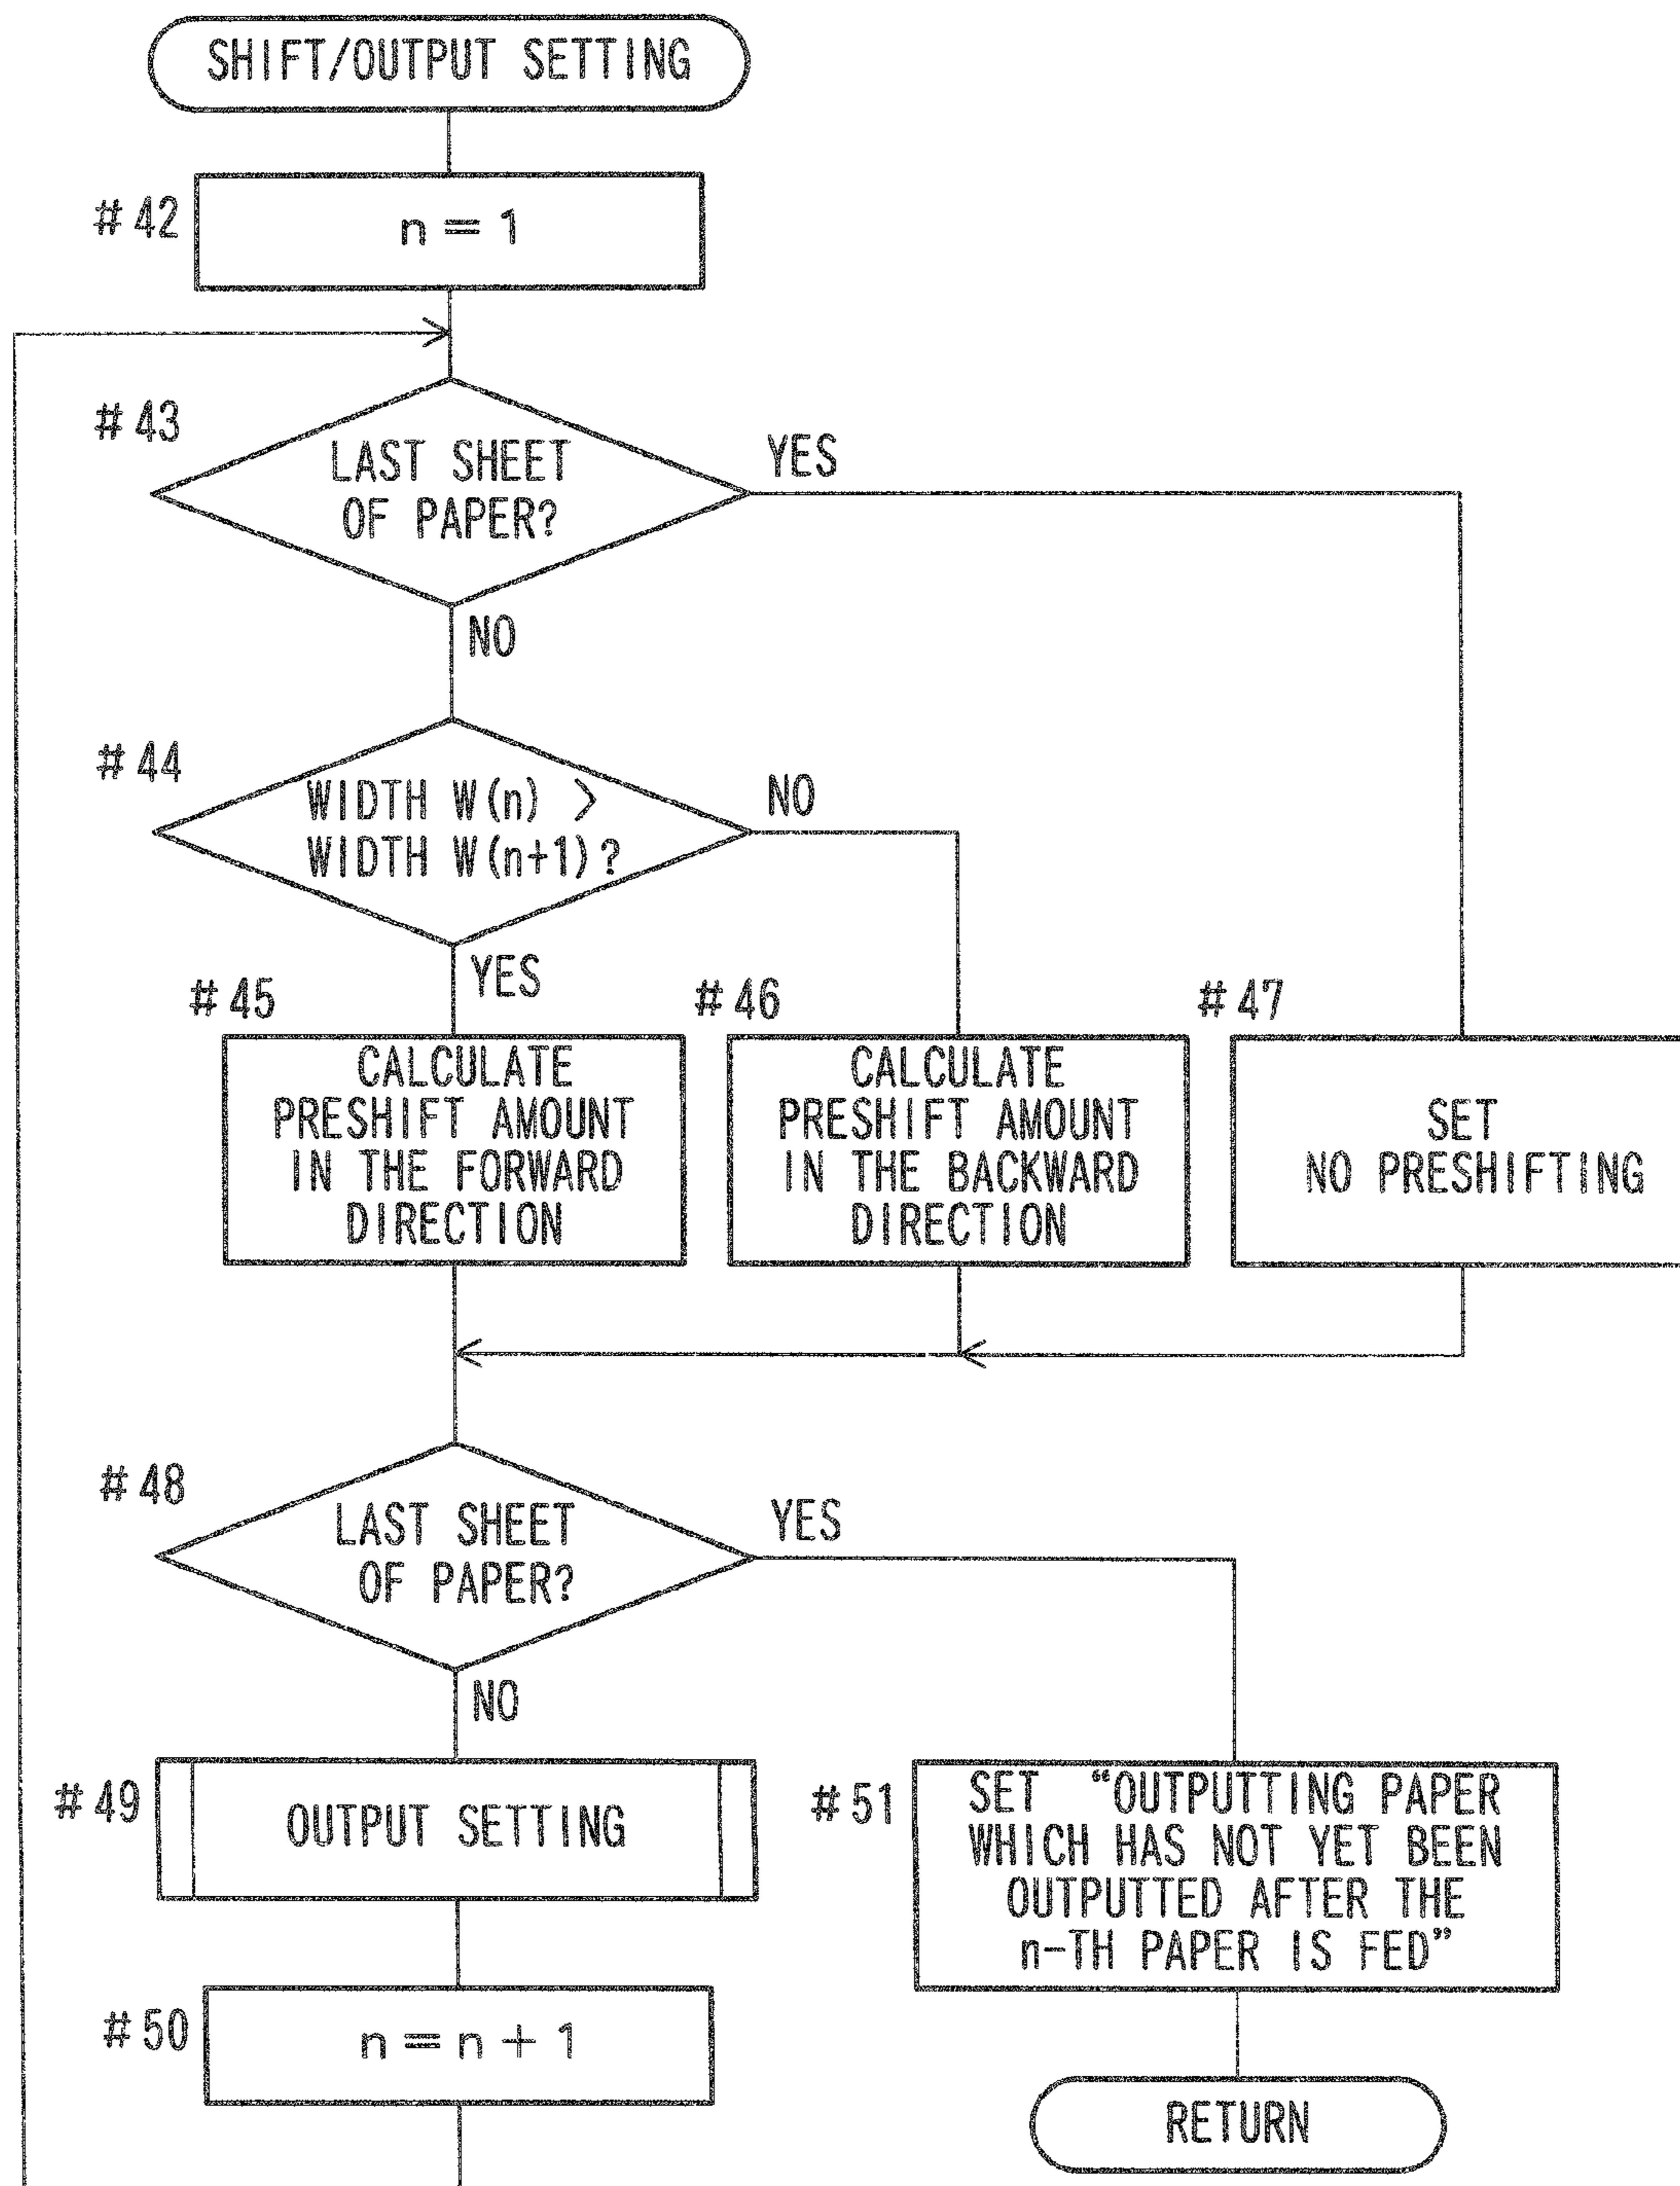 SHIFT/OUTPUT SETTING
#42
n = 1
#43
LAST SHEET
OF PAPER?
YES
NO
#44
WIDTH W(n) >
WIDTH W(n+1)?
NO
YES
#45
CALCULATE
PRESHIFT AMOUNT
IN THE FORWARD
DIRECTION
#46
CALCULATE
PRESHIFT AMOUNT
IN THE BACKWARD
DIRECTION
#47
SET
NO PRESHIFTING
#48
LAST SHEET
OF PAPER?
YES
NO
#49
OUTPUT SETTING
#51
SET “OUTPUTTING PAPER
WHICH HAS NOT YET BEEN
OUTPUTTED AFTER THE
n-TH PAPER IS FED”
#50
n = n + 1
RETURN